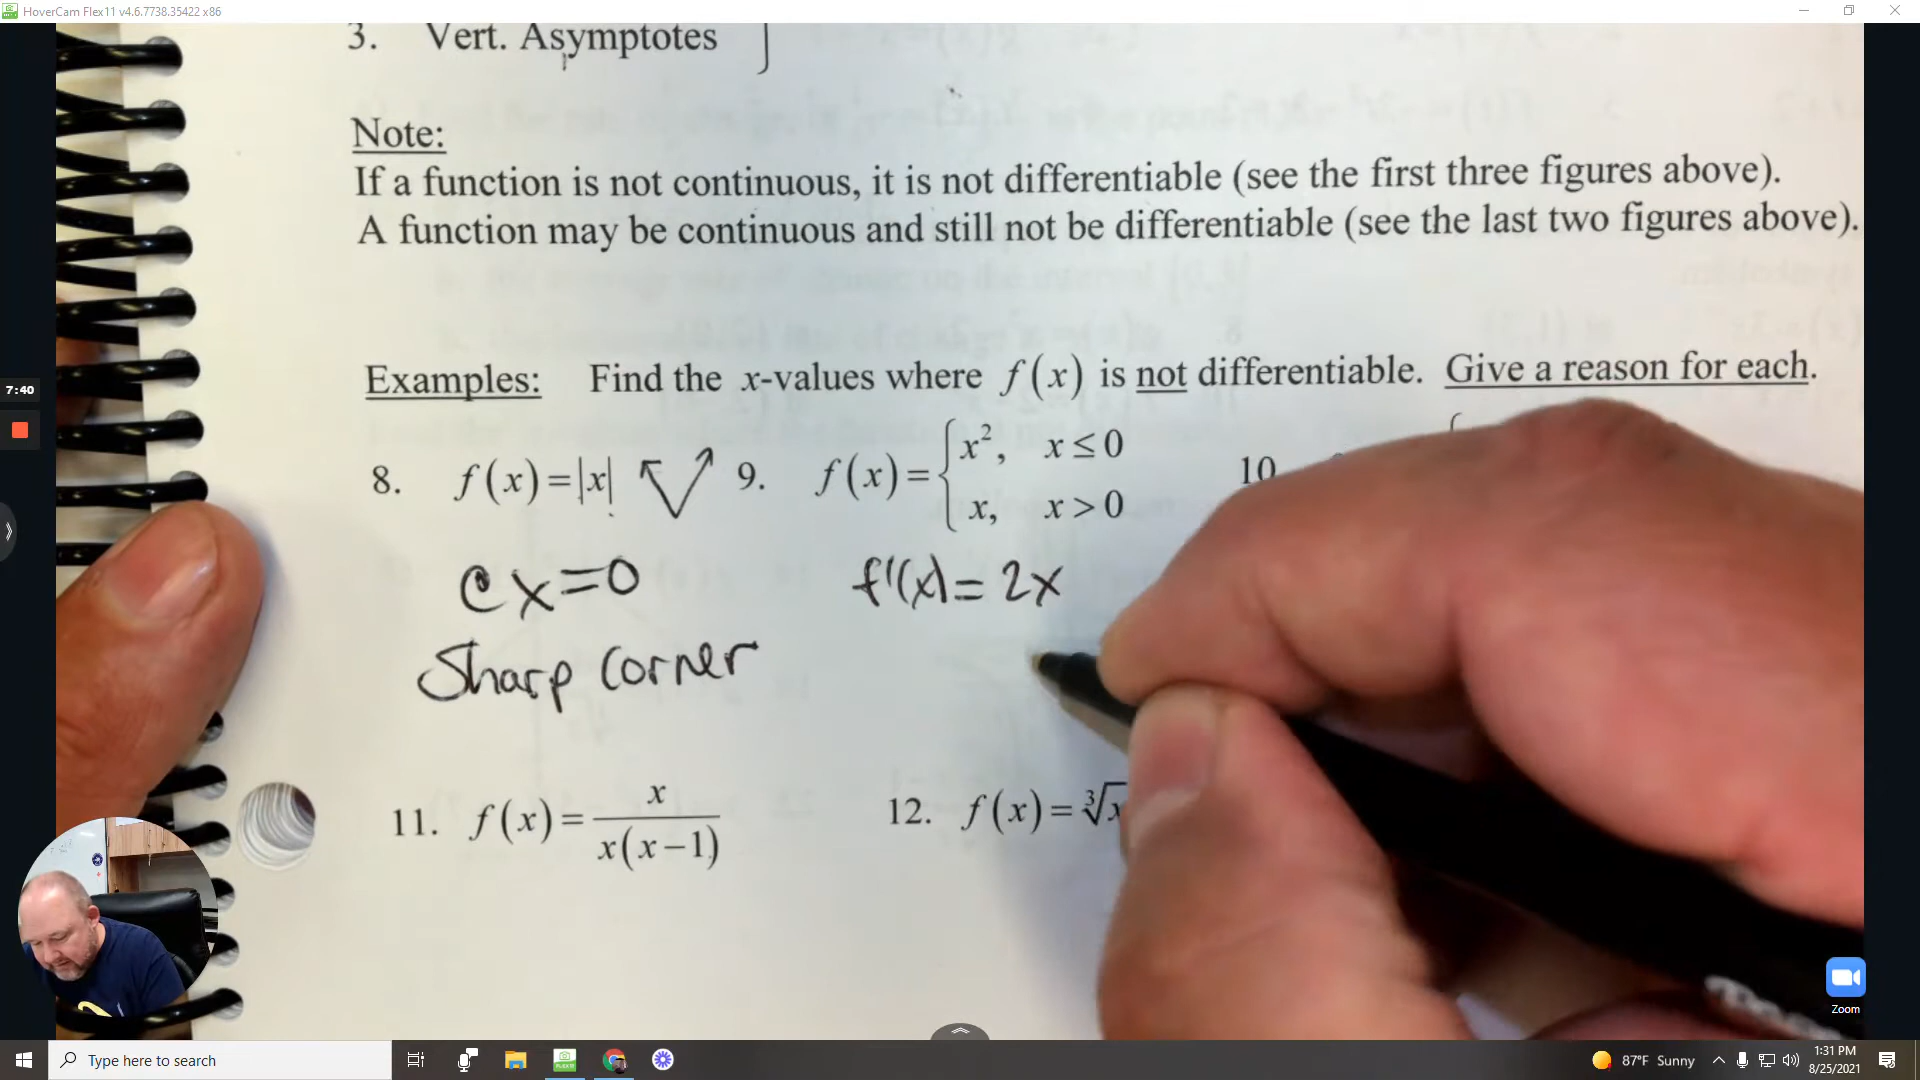 HoverCam Flex11 v4.6.7738.35422 x86
3. Vert. Asymptotes
Note:
If a function is not continuous, it is not differentiable (see the first three figures above).
A function may be continuous and still not be differentiable (see the last two figures above).
Examples: Find the x-values where f(x) is not differentiable. Give a reason for each.
7:40
8. f(x)=|x| 9. f(x)={x², x≤0
x, x>0
10.
@ x=0 f'(x)=2x
Sharp Corner
11. f(x)=x/x(x-1) 12. f(x)=∛x
Zoom
Type here to search
87°F Sunny
1:31 PM
8/25/2021